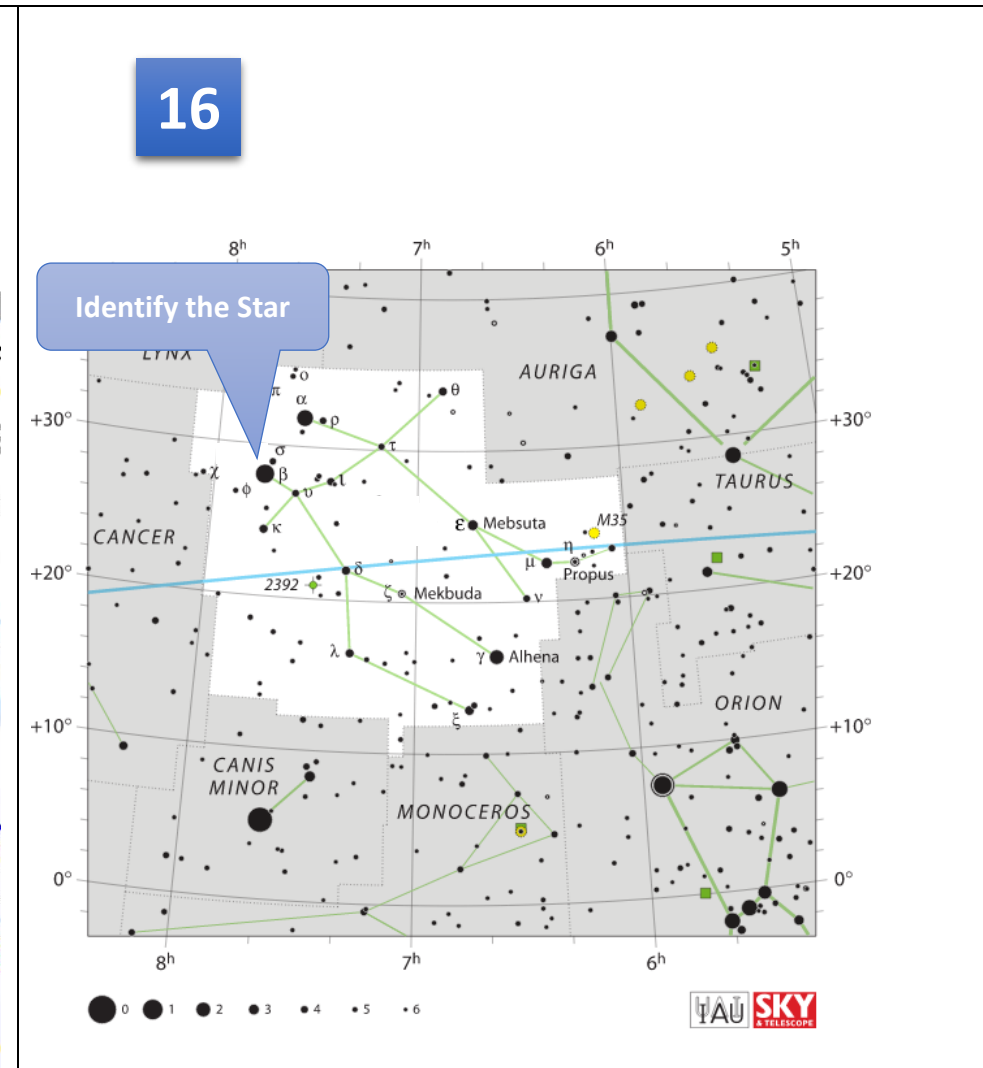 16
8h 7h 6h 5h
Identify the Star
LYNX
AURIGA
ο
π
α
ρ
θ
+30° +30°
τ
σ
χ
β
ι
φ
υ
TAURUS
κ
ε Mebsuta
M35
CANCER
η
μ
Propus
+20° +20°
2392
δ
ζ Mekbuda
ν
λ
γ Alhena
ORION
ξ
+10° +10°
CANIS
MINOR
MONOCEROS
0° 0°
8h 7h 6h
0 1 2 3 4 5 6
IAU
SKY
& TELESCOPE